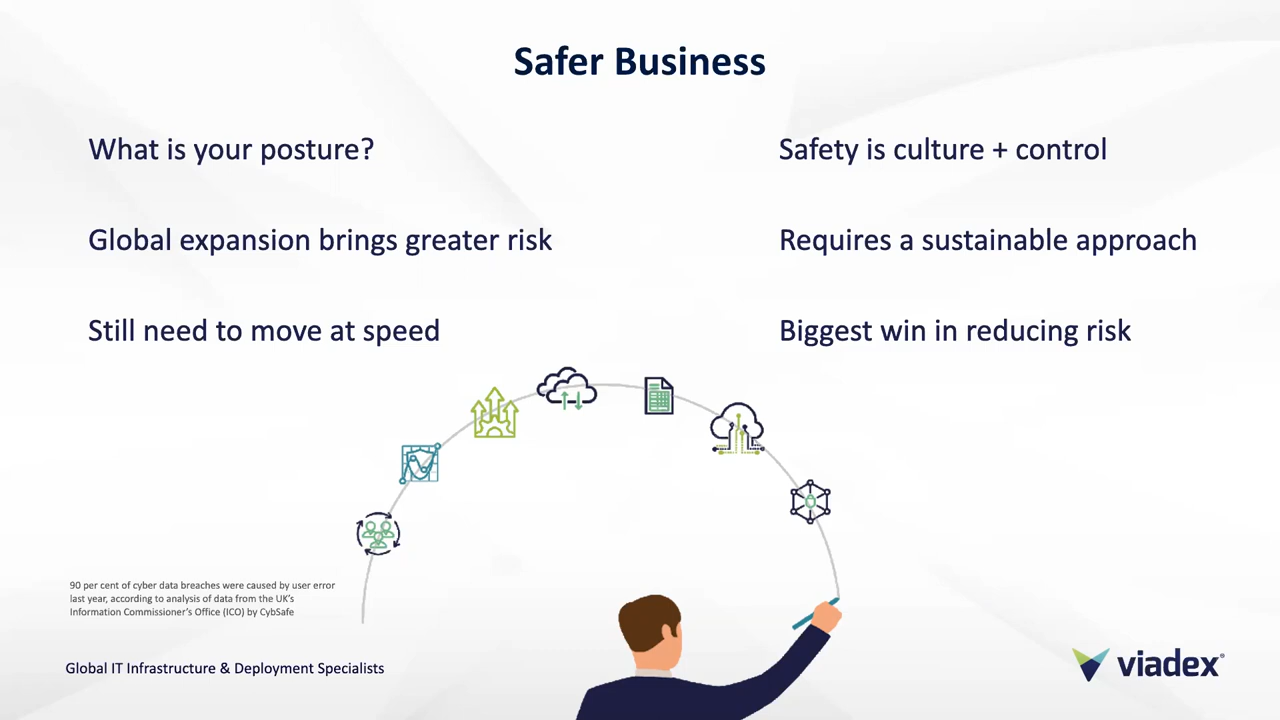 Safer Business
What is your posture?
Global expansion brings greater risk
Still need to move at speed
Safety is culture + control
Requires a sustainable approach
Biggest win in reducing risk
90 per cent of cyber data breaches were caused by user error
last year, according to analysis of data from the UK's
Information Commissioner's Office (ICO) by CybSafe
Global IT Infrastructure & Deployment Specialists
viadex®